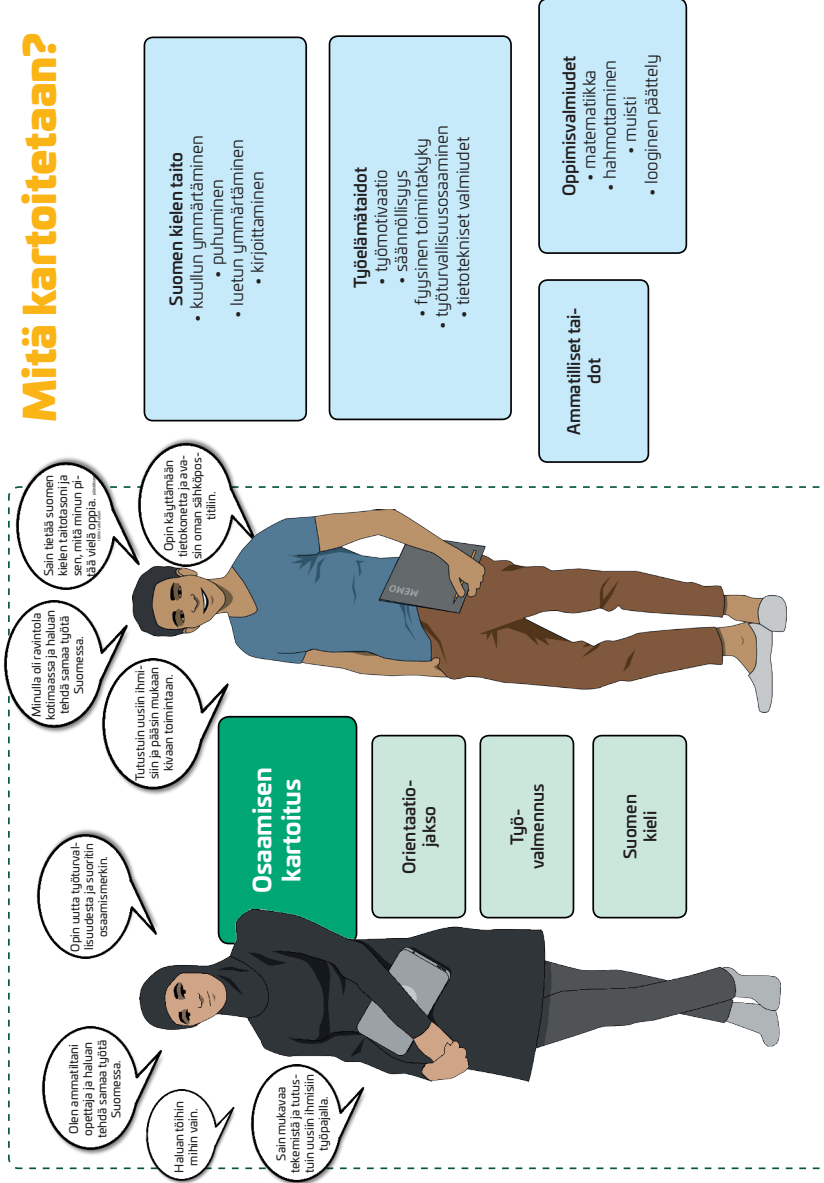 Mitä kartoitetaan?
Olen ammatiltani
opettaja ja haluan
tehdä samaa työtä
Suomessa.
Haluan töihin
mihin vain.
Sain mukavaa
tekemistä ja tutus-
tuin uusiin ihmisiin
työpajalla.
Opin uutta työturval-
lisuudesta ja suoritin
osaamismerkin.
Minulla oli ravintola
kotimaassa ja haluan
tehdä samaa työtä
Suomessa.
Tutustuin uusiin ihmi-
siin ja pääsin mukaan
kivaan toimintaan.
Sain tietää suomen
kielen taitotasoni ja
sen, mitä minun pi-
tää vielä oppia.
Opin käyttämään
tietokonetta ja ava-
sin oman sähköpos-
titilin.
MEMO
Osaamisen
kartoitus
Orientaatio-
jakso
Työ-
valmennus
Suomen
kieli
Suomen kielen taito
• kuullun ymmärtäminen
• puhuminen
• luetun ymmärtäminen
• kirjoittaminen
Työelämätaidot
• työmotivaatio
• säännöllisyys
• fyysinen toimintakyky
• työturvallisuusosaaminen
• tietotekniset valmiudet
Ammatilliset tai-
dot
Oppimisvalmiudet
• matematiikka
• hahmottaminen
• muisti
• looginen päättely